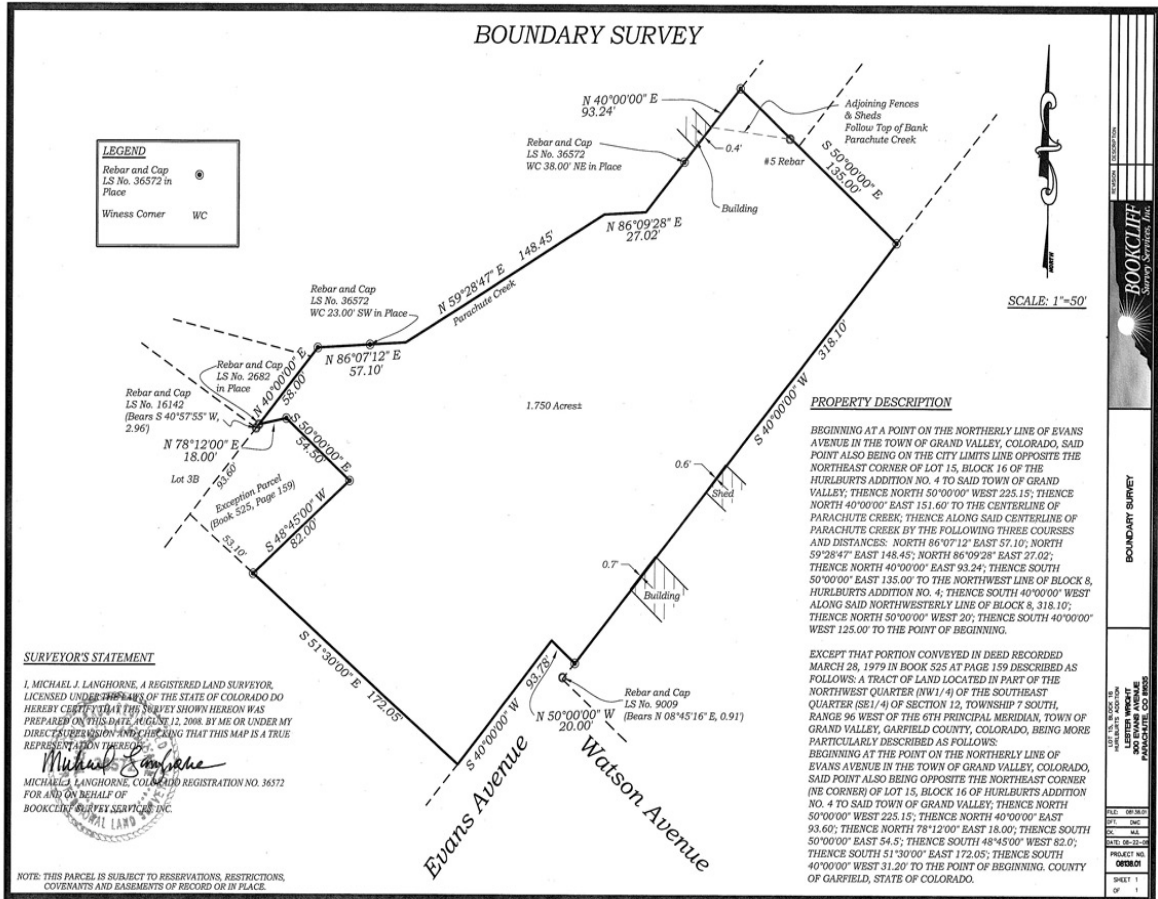 BOUNDARY SURVEY
LEGEND
Rebar and Cap
LS No. 36572 in
Place
Winess Corner WC
N 40°00'00" E
93.24'
Adjoining Fences
& Sheds
Follow Top of Bank
Parachute Creek
Rebar and Cap
LS No. 36572
WC 38.00' NE in Place
0.4'
#5 Rebar
S 50°00'00" E
135.00'
Building
N 86°09'28" E
27.02'
N 59°28'47" E 148.45'
Parachute Creek
Rebar and Cap
LS No. 36572
WC 23.00' SW in Place
N 86°07'12" E
57.10'
N 40°00'00" E
58.00'
Rebar and Cap
LS No. 2682
in Place
Rebar and Cap
LS No. 16142
(Bears S 40°57'55" W,
2.96')
N 78°12'00" E
18.00'
S 50°00'00" E
54.50'
Lot 3B
93.60'
Exception Parcel
(Book 525, Page 159)
S 48°45'00" W
82.00'
53.10'
1.750 Acres±
S 40°00'00" W 318.10'
0.6'
Shed
0.7'
Building
S 51°30'00" E 172.05'
S 40°00'00" W 93.78'
N 50°00'00" W
20.00'
Rebar and Cap
LS No. 9009
(Bears N 08°45'16" E, 0.91')
Evans Avenue
Watson Avenue
NORTH
SCALE: 1"=50'
PROPERTY DESCRIPTION
BEGINNING AT A POINT ON THE NORTHERLY LINE OF EVANS
AVENUE IN THE TOWN OF GRAND VALLEY, COLORADO, SAID
POINT ALSO BEING ON THE CITY LIMITS LINE OPPOSITE THE
NORTHEAST CORNER OF LOT 15, BLOCK 16 OF THE
HURLBURTS ADDITION NO. 4 TO SAID TOWN OF GRAND
VALLEY; THENCE NORTH 50°00'00" WEST 225.15'; THENCE
NORTH 40°00'00" EAST 151.60' TO THE CENTERLINE OF
PARACHUTE CREEK; THENCE ALONG SAID CENTERLINE OF
PARACHUTE CREEK BY THE FOLLOWING THREE COURSES
AND DISTANCES: NORTH 86°07'12" EAST 57.10'; NORTH
59°28'47" EAST 148.45'; NORTH 86°09'28" EAST 27.02';
THENCE NORTH 40°00'00" EAST 93.24'; THENCE SOUTH
50°00'00" EAST 135.00' TO THE NORTHWEST LINE OF BLOCK 8,
HURLBURTS ADDITION NO. 4; THENCE SOUTH 40°00'00" WEST
ALONG SAID NORTHWESTERLY LINE OF BLOCK 8, 318.10';
THENCE NORTH 50°00'00" WEST 20'; THENCE SOUTH 40°00'00"
WEST 125.00' TO THE POINT OF BEGINNING.
EXCEPT THAT PORTION CONVEYED IN DEED RECORDED
MARCH 28, 1979 IN BOOK 525 AT PAGE 159 DESCRIBED AS
FOLLOWS: A TRACT OF LAND LOCATED IN PART OF THE
NORTHWEST QUARTER (NW1/4) OF THE SOUTHEAST
QUARTER (SE1/4) OF SECTION 12, TOWNSHIP 7 SOUTH,
RANGE 96 WEST OF THE 6TH PRINCIPAL MERIDIAN, TOWN OF
GRAND VALLEY, GARFIELD COUNTY, COLORADO, BEING MORE
PARTICULARLY DESCRIBED AS FOLLOWS:
BEGINNING AT THE POINT ON THE NORTHERLY LINE OF
EVANS AVENUE IN THE TOWN OF GRAND VALLEY, COLORADO,
SAID POINT ALSO BEING OPPOSITE THE NORTHEAST CORNER
(NE CORNER) OF LOT 15, BLOCK 16 OF HURLBURTS ADDITION
NO. 4 TO SAID TOWN OF GRAND VALLEY; THENCE NORTH
50°00'00" WEST 225.15'; THENCE NORTH 40°00'00" EAST
93.60'; THENCE NORTH 78°12'00" EAST 18.00'; THENCE SOUTH
50°00'00" EAST 54.5'; THENCE SOUTH 48°45'00" WEST 82.0';
THENCE SOUTH 51°30'00" EAST 172.05'; THENCE SOUTH
40°00'00" WEST 31.20' TO THE POINT OF BEGINNING. COUNTY
OF GARFIELD, STATE OF COLORADO.
SURVEYOR'S STATEMENT
I, MICHAEL J. LANGHORNE, A REGISTERED LAND SURVEYOR,
LICENSED UNDER THE LAWS OF THE STATE OF COLORADO DO
HEREBY CERTIFY THAT THE SURVEY SHOWN HEREON WAS
PREPARED ON THIS DATE, AUGUST 12, 2008. BY ME OR UNDER MY
DIRECT SUPERVISION AND CHECKING THAT THIS MAP IS A TRUE
REPRESENTATION THEREOF.
Michael Langhorne
MICHAEL J. LANGHORNE, COLORADO REGISTRATION NO. 36572
FOR AND ON BEHALF OF
BOOKCLIFF SURVEY SERVICES, INC.
NOTE: THIS PARCEL IS SUBJECT TO RESERVATIONS, RESTRICTIONS,
COVENANTS AND EASEMENTS OF RECORD OR IN PLACE.
REVISION DESCRIPTION
BOOKCLIFF
Survey Services, Inc.
BOUNDARY SURVEY
LOT 15, BLOCK 16
HURLBURTS ADDITION
LESTER WRIGHT
300 EVANS AVENUE
PARACHUTE, CO 81635
FILE:
DFT. DMC
CK. MJL
DATE:
PROJECT NO.
08138.01
SHEET 1
OF 1